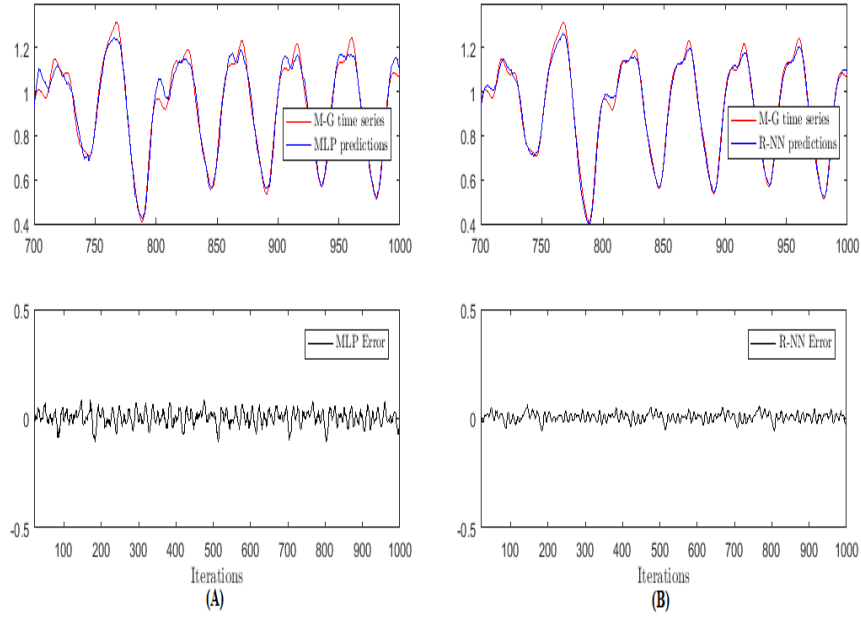 1.2
1
0.8
0.6
0.4
M-G time series
MLP predictions
700 750 800 850 900 950 1000
1.2
1
0.8
0.6
0.4
M-G time series
R-NN predictions
700 750 800 850 900 950 1000
0.5
0
-0.5
MLP Error
100 200 300 400 500 600 700 800 900 1000
Iterations
(A)
0.5
0
-0.5
R-NN Error
100 200 300 400 500 600 700 800 900 1000
Iterations
(B)